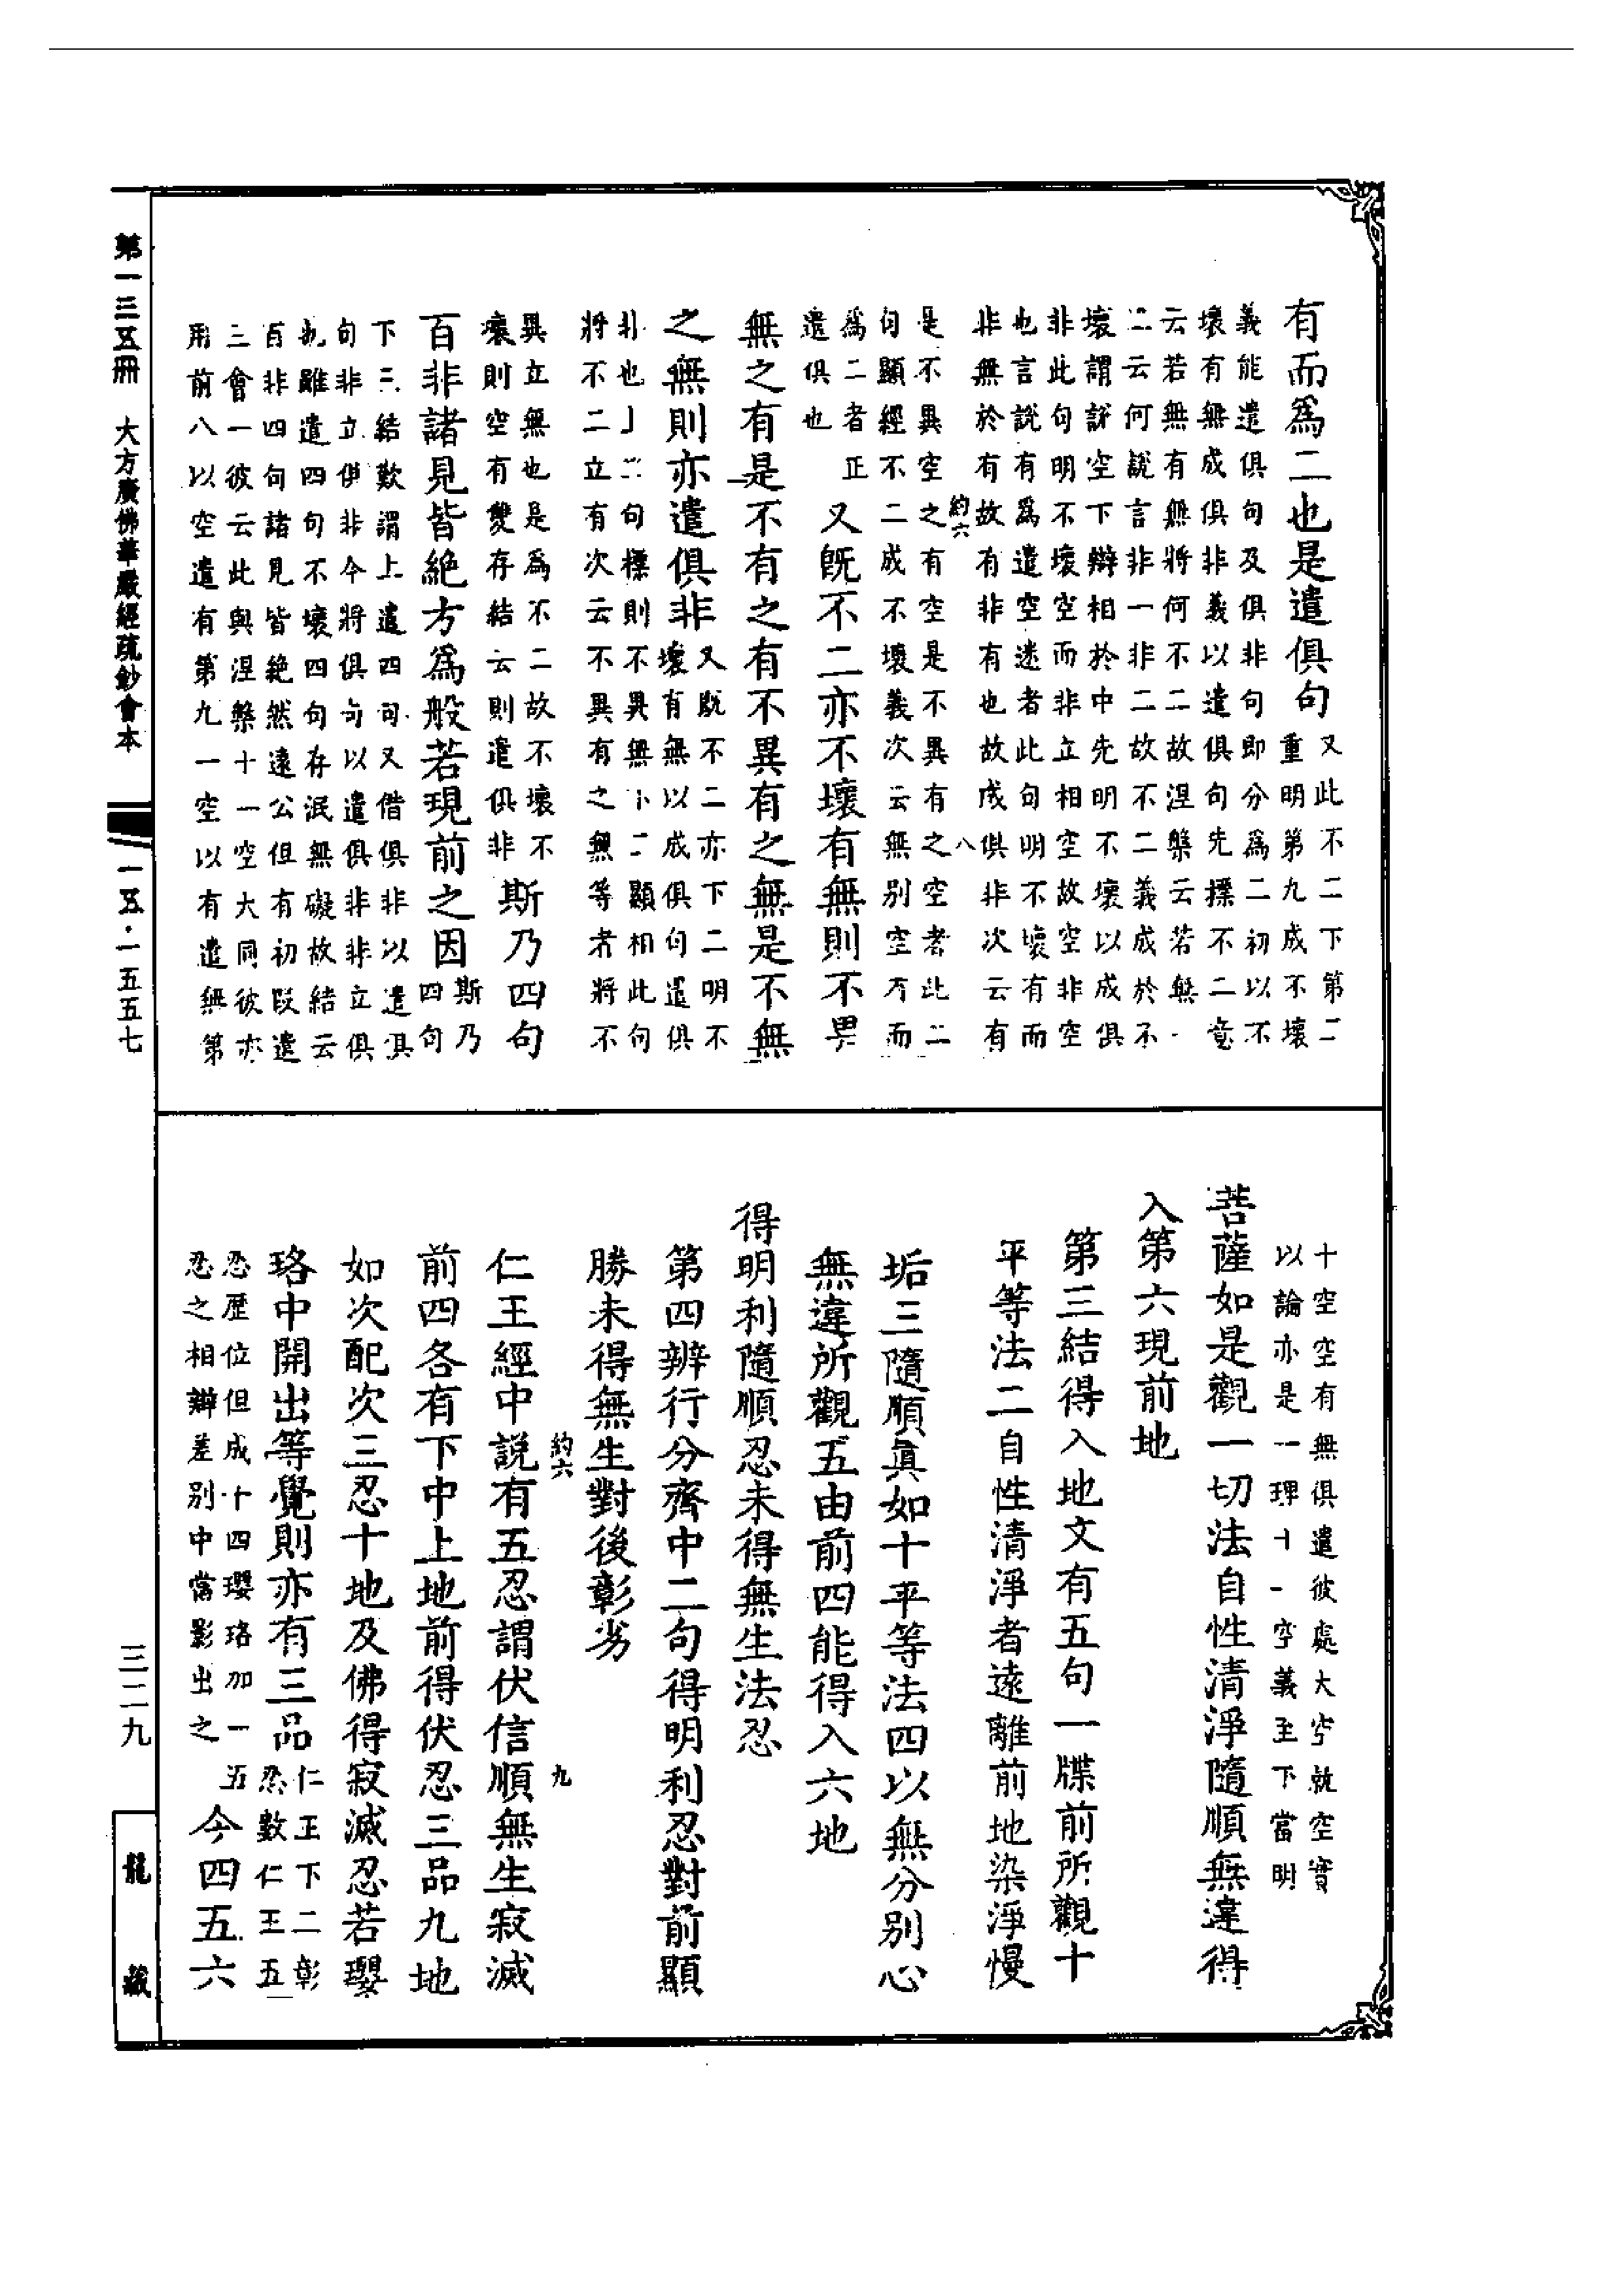 有而為二也是遣俱句又此不二下第二
重明第九成不壞
義能遣俱句及俱非句即分為二初以不
壞有無成俱非義以遣俱句先標不二竟
云若無有無將何不二故涅槃云若無一
二云何說言非一非二故不二義成於不
壞謂說空下辯相於中先明不壞以成俱
非此句明不壞空而非立相空故空非空
也言說有為遣空迷者此句明不壞有而
非無於有故有非有也故成俱非次云有
約六 八
是不異空之有空是不異有之空者此二
句顯經不二成不壞義次云無別空有而
為二者正
遣俱也
又既不二亦不壞有無則不異
無之有是不有之有不異有之無是不無
之無則亦遣俱非又既不二亦下二明不
壞有無以成俱句遣俱
非也上二句標則不異無下二顯相此句
將不二立有次云不異有之無等者將不
異立無也是為不二故不壞不
壞則空有雙存結云則遣俱非
斯乃四句
百非諸見皆絕方為般若現前之因斯乃
四句
下三結歎謂上遣四句又借俱非以遣俱
句非立俱非今將俱句以遣俱非非立俱
也雖遣四句不壞四句存泯無礙故結云
百非四句諸見皆絕然遠公但有初段遣
三會一彼云此與涅槃十一空大同彼亦
用前八以空遣有第九一空以有遣無第
十空空有無俱遣彼處大空就空實
以論亦是一理十一空義至下當明
菩薩如是觀一切法自性清淨隨順無違得
入第六現前地
第三結得入地文有五句一牒前所觀十
平等法二自性清淨者遠離前地染淨慢
垢三隨順真如十平等法四以無分別心
無違所觀五由前四能得入六地
得明利隨順忍未得無生法忍
第四辨行分齊中二句得明利忍對前顯
勝未得無生對後彰劣
約六 九
仁王經中說有五忍謂伏信順無生寂滅
前四各有下中上地前得伏忍三品九地
如次配次三忍十地及佛得寂滅忍若瓔
珞中開出等覺則亦有三品仁王下二彰
忍數仁王五
忍歷位但成十四瓔珞加一五
忍之相辯差別中當影出之
今四五六
第一三五冊 大方廣佛華嚴經疏鈔會本 一五·一五五七
三二九
龍藏